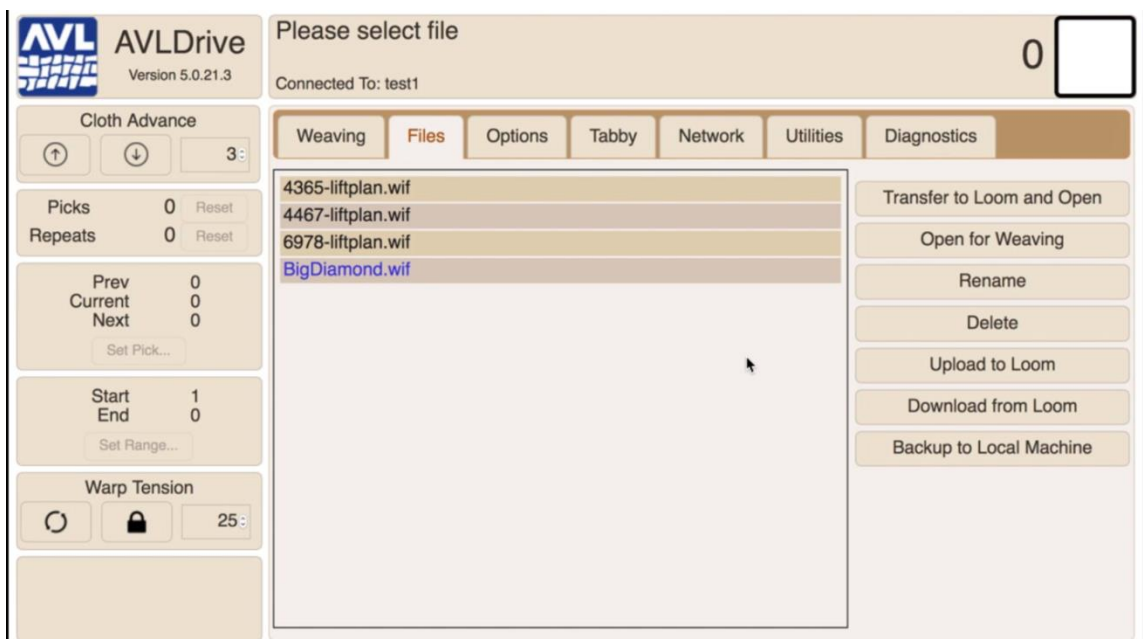 AVL
AVLDrive
Version 5.0.21.3
Please select file
Connected To: test1
0
Cloth Advance
3
Picks 0 Reset
Repeats 0 Reset
Prev 0
Current 0
Next 0
Set Pick...
Start 1
End 0
Set Range...
Warp Tension
25
Weaving Files Options Tabby Network Utilities Diagnostics
4365-liftplan.wif
4467-liftplan.wif
6978-liftplan.wif
BigDiamond.wif
Transfer to Loom and Open
Open for Weaving
Rename
Delete
Upload to Loom
Download from Loom
Backup to Local Machine